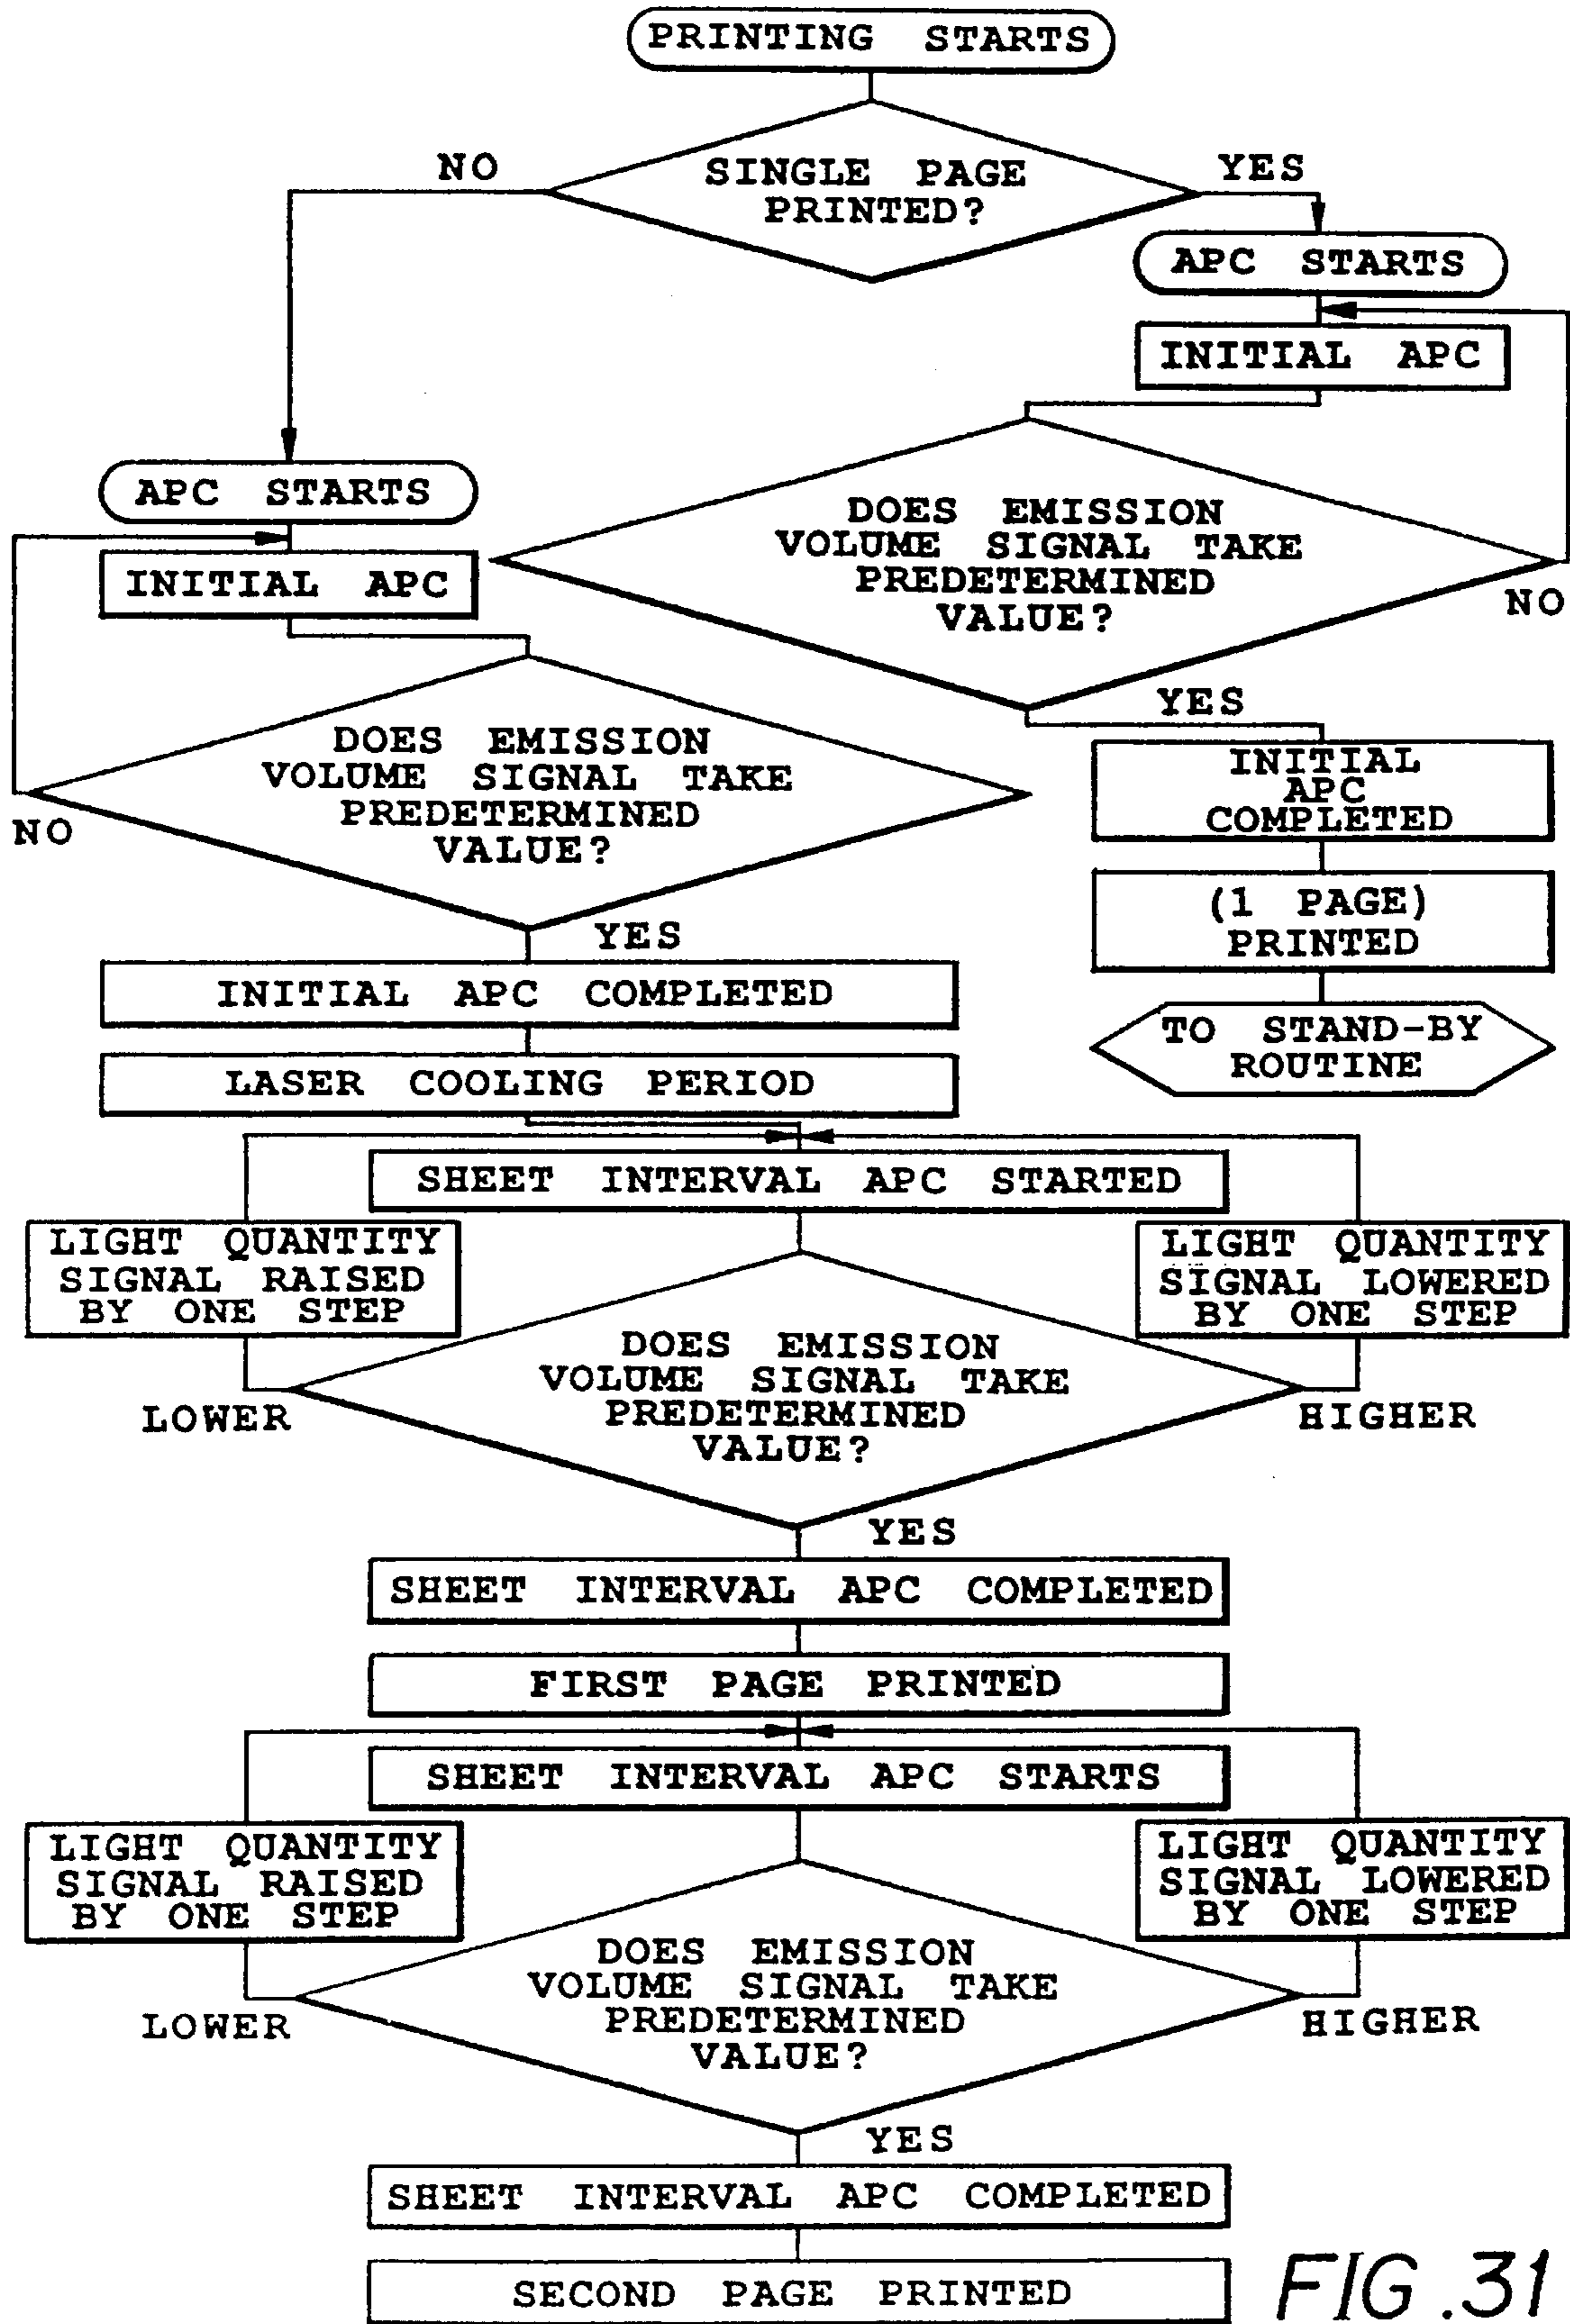 PRINTING STARTS
SINGLE PAGE
PRINTED?
NO
YES
APC STARTS
INITIAL APC
DOES EMISSION
VOLUME SIGNAL TAKE
PREDETERMINED
VALUE?
NO
YES
INITIAL
APC
COMPLETED
(1 PAGE)
PRINTED
TO STAND-BY
ROUTINE
APC STARTS
INITIAL APC
DOES EMISSION
VOLUME SIGNAL TAKE
PREDETERMINED
VALUE?
NO
YES
INITIAL APC COMPLETED
LASER COOLING PERIOD
SHEET INTERVAL APC STARTED
LIGHT QUANTITY
SIGNAL RAISED
BY ONE STEP
LIGHT QUANTITY
SIGNAL LOWERED
BY ONE STEP
DOES EMISSION
VOLUME SIGNAL TAKE
PREDETERMINED
VALUE?
LOWER
HIGHER
YES
SHEET INTERVAL APC COMPLETED
FIRST PAGE PRINTED
SHEET INTERVAL APC STARTS
LIGHT QUANTITY
SIGNAL RAISED
BY ONE STEP
LIGHT QUANTITY
SIGNAL LOWERED
BY ONE STEP
DOES EMISSION
VOLUME SIGNAL TAKE
PREDETERMINED
VALUE?
LOWER
HIGHER
YES
SHEET INTERVAL APC COMPLETED
SECOND PAGE PRINTED
FIG.31